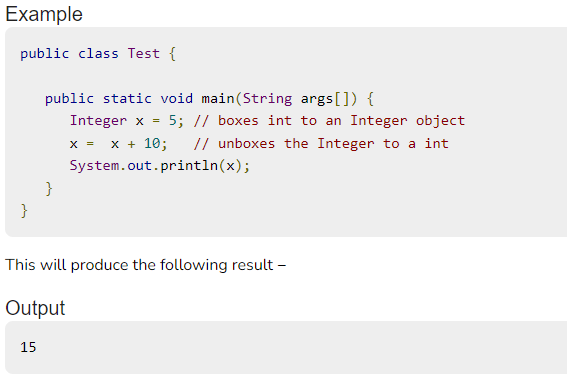 Example
public class Test {
public static void main(String args[]) {
Integer x = 5; // boxes int to an Integer object
x =  x + 10;   // unboxes the Integer to a int
System.out.println(x);
}
}
This will produce the following result −
Output
15